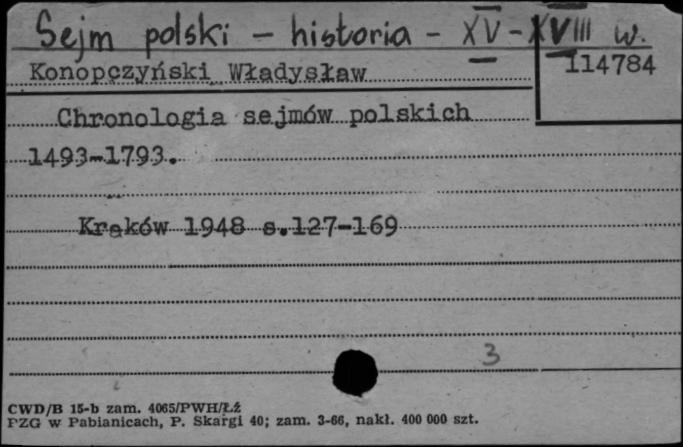 Sejm polski - historia - XV-XVIII w.
Konopczyński Władysław
114784
Chronologia sejmów polskich
1493-1793.
Kraków 1948 s.127-169
3
CWD/B 15-b zam. 4065/PWH/Łź
PZG w Pabianicach, P. Skargi 40; zam. 3-66, nakł. 400 000 szt.